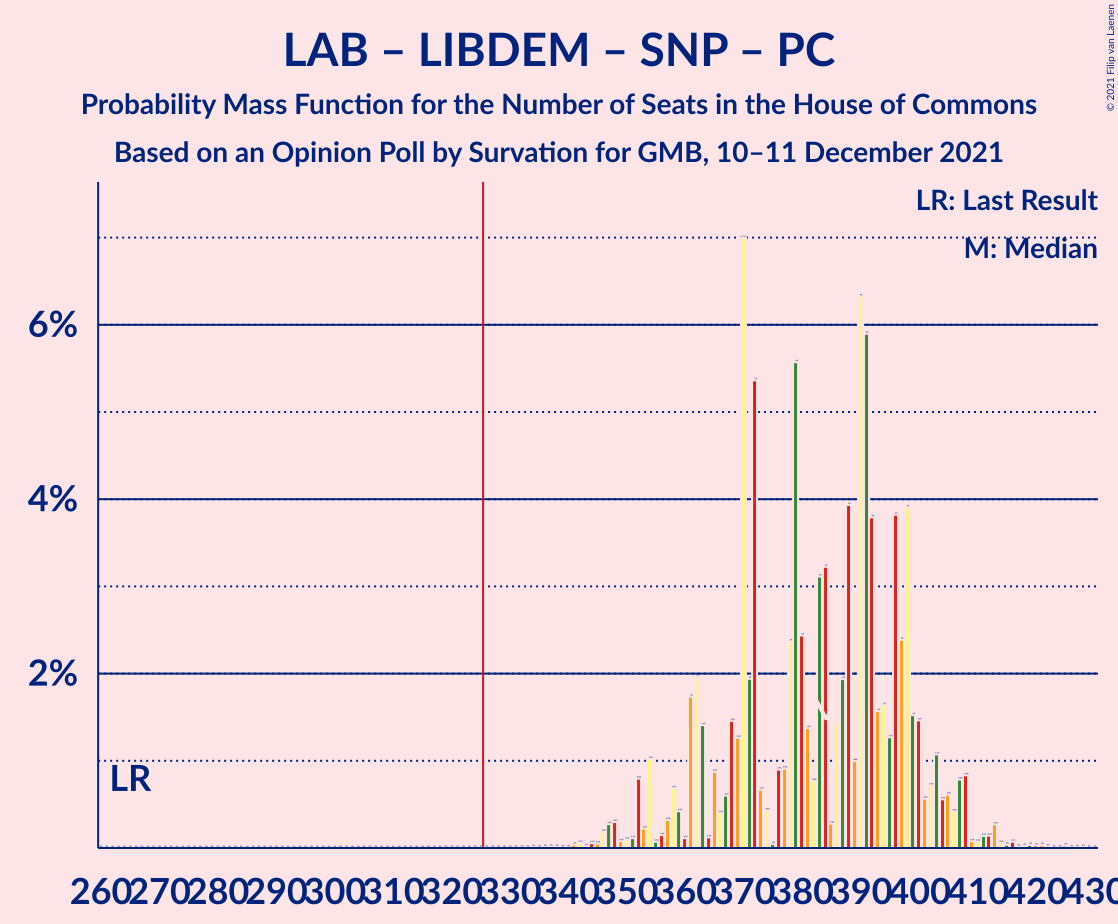 LAB – LIBDEM – SNP – PC
Probability Mass Function for the Number of Seats in the House of Commons
Based on an Opinion Poll by Survation for GMB, 10–11 December 2021
© 2021 Filip van Laenen
LR: Last Result
M: Median
6%
4%
2%
LR
260 270 280 290 300 310 320 330 340 350 360 370 380 390 400 410 420 430